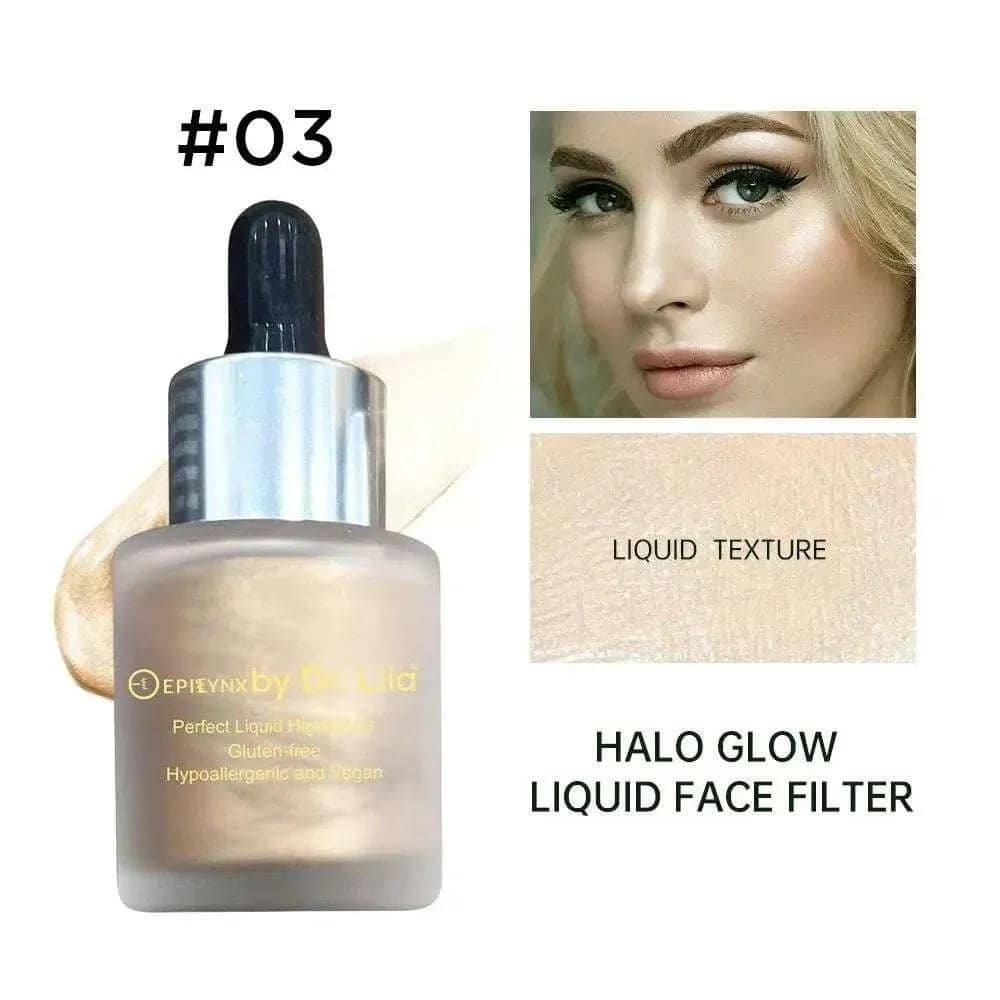 #03
EPILYNX by Dr. Lila
Perfect Liquid Highlighter
Gluten-free
Hypoallergenic and Vegan
LIQUID TEXTURE
HALO GLOW
LIQUID FACE FILTER